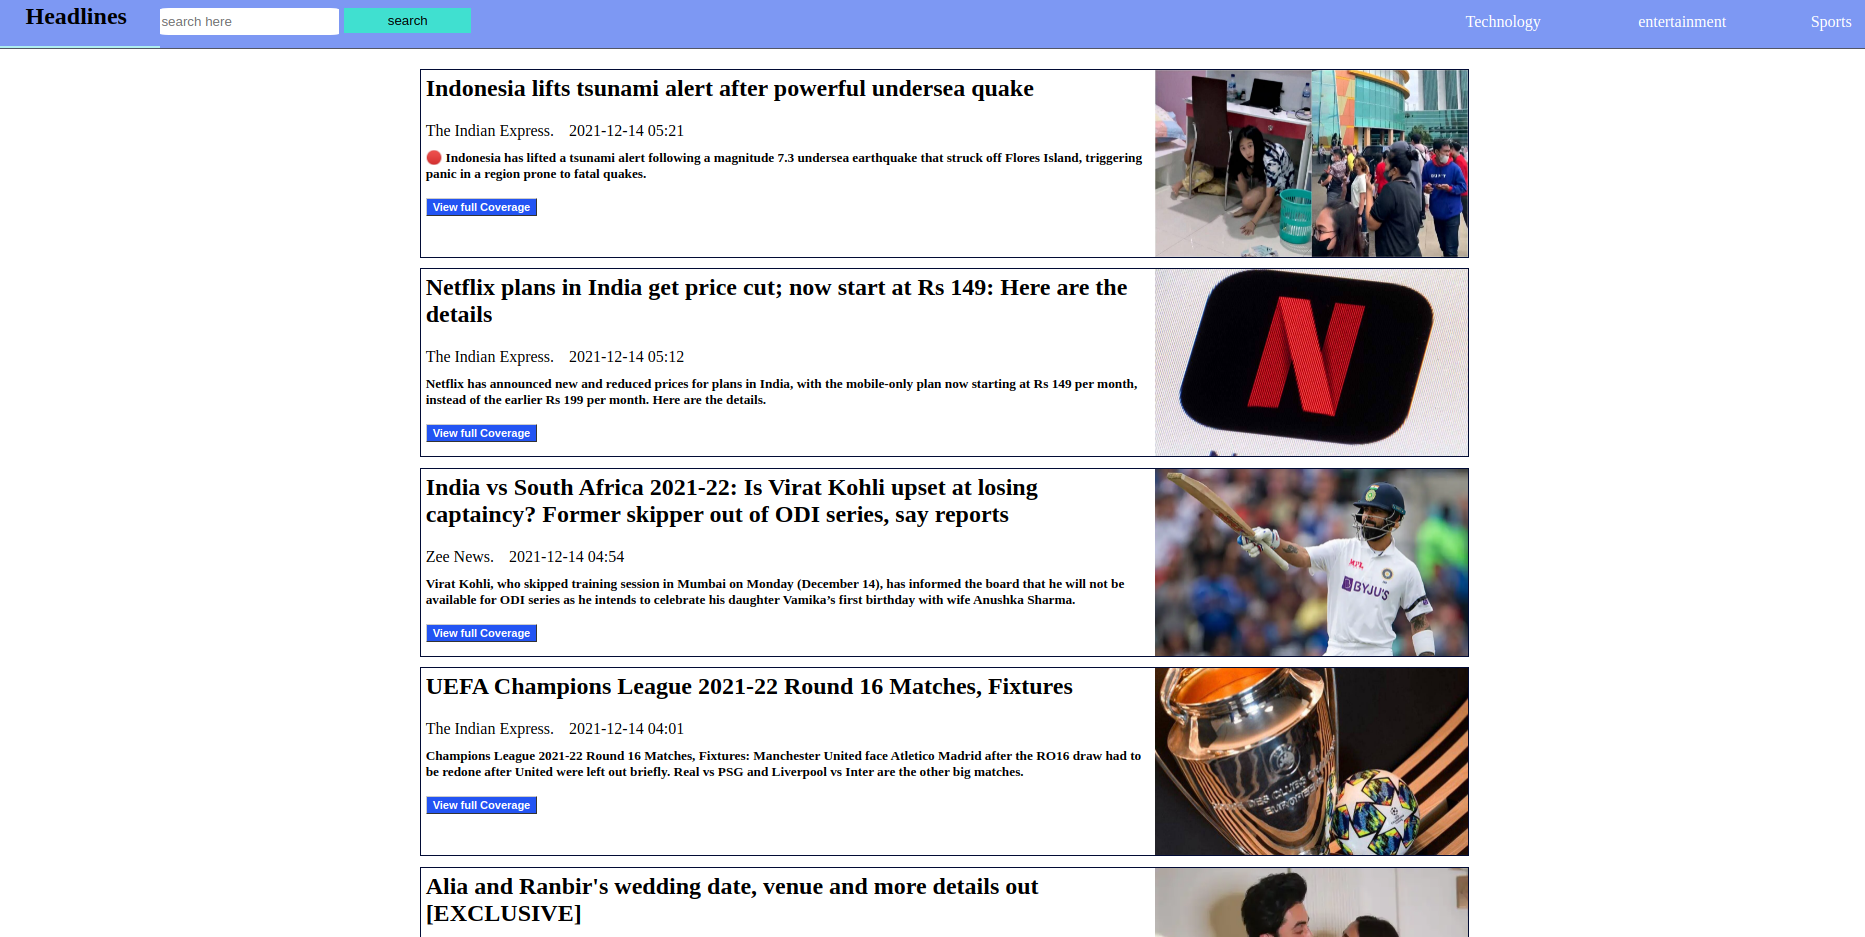 Headlines
search here
search
Technology
entertainment
Sports
Indonesia lifts tsunami alert after powerful undersea quake
The Indian Express. 2021-12-14 05:21
🔴 Indonesia has lifted a tsunami alert following a magnitude 7.3 undersea earthquake that struck off Flores Island, triggering
panic in a region prone to fatal quakes.
View full Coverage
Netflix plans in India get price cut; now start at Rs 149: Here are the
details
The Indian Express. 2021-12-14 05:12
Netflix has announced new and reduced prices for plans in India, with the mobile-only plan now starting at Rs 149 per month,
instead of the earlier Rs 199 per month. Here are the details.
View full Coverage
N
India vs South Africa 2021-22: Is Virat Kohli upset at losing
captaincy? Former skipper out of ODI series, say reports
Zee News. 2021-12-14 04:54
Virat Kohli, who skipped training session in Mumbai on Monday (December 14), has informed the board that he will not be
available for ODI series as he intends to celebrate his daughter Vamika’s first birthday with wife Anushka Sharma.
View full Coverage
MPL
BYJU'S
UEFA Champions League 2021-22 Round 16 Matches, Fixtures
The Indian Express. 2021-12-14 04:01
Champions League 2021-22 Round 16 Matches, Fixtures: Manchester United face Atletico Madrid after the RO16 draw had to
be redone after United were left out briefly. Real vs PSG and Liverpool vs Inter are the other big matches.
View full Coverage
Alia and Ranbir's wedding date, venue and more details out
[EXCLUSIVE]